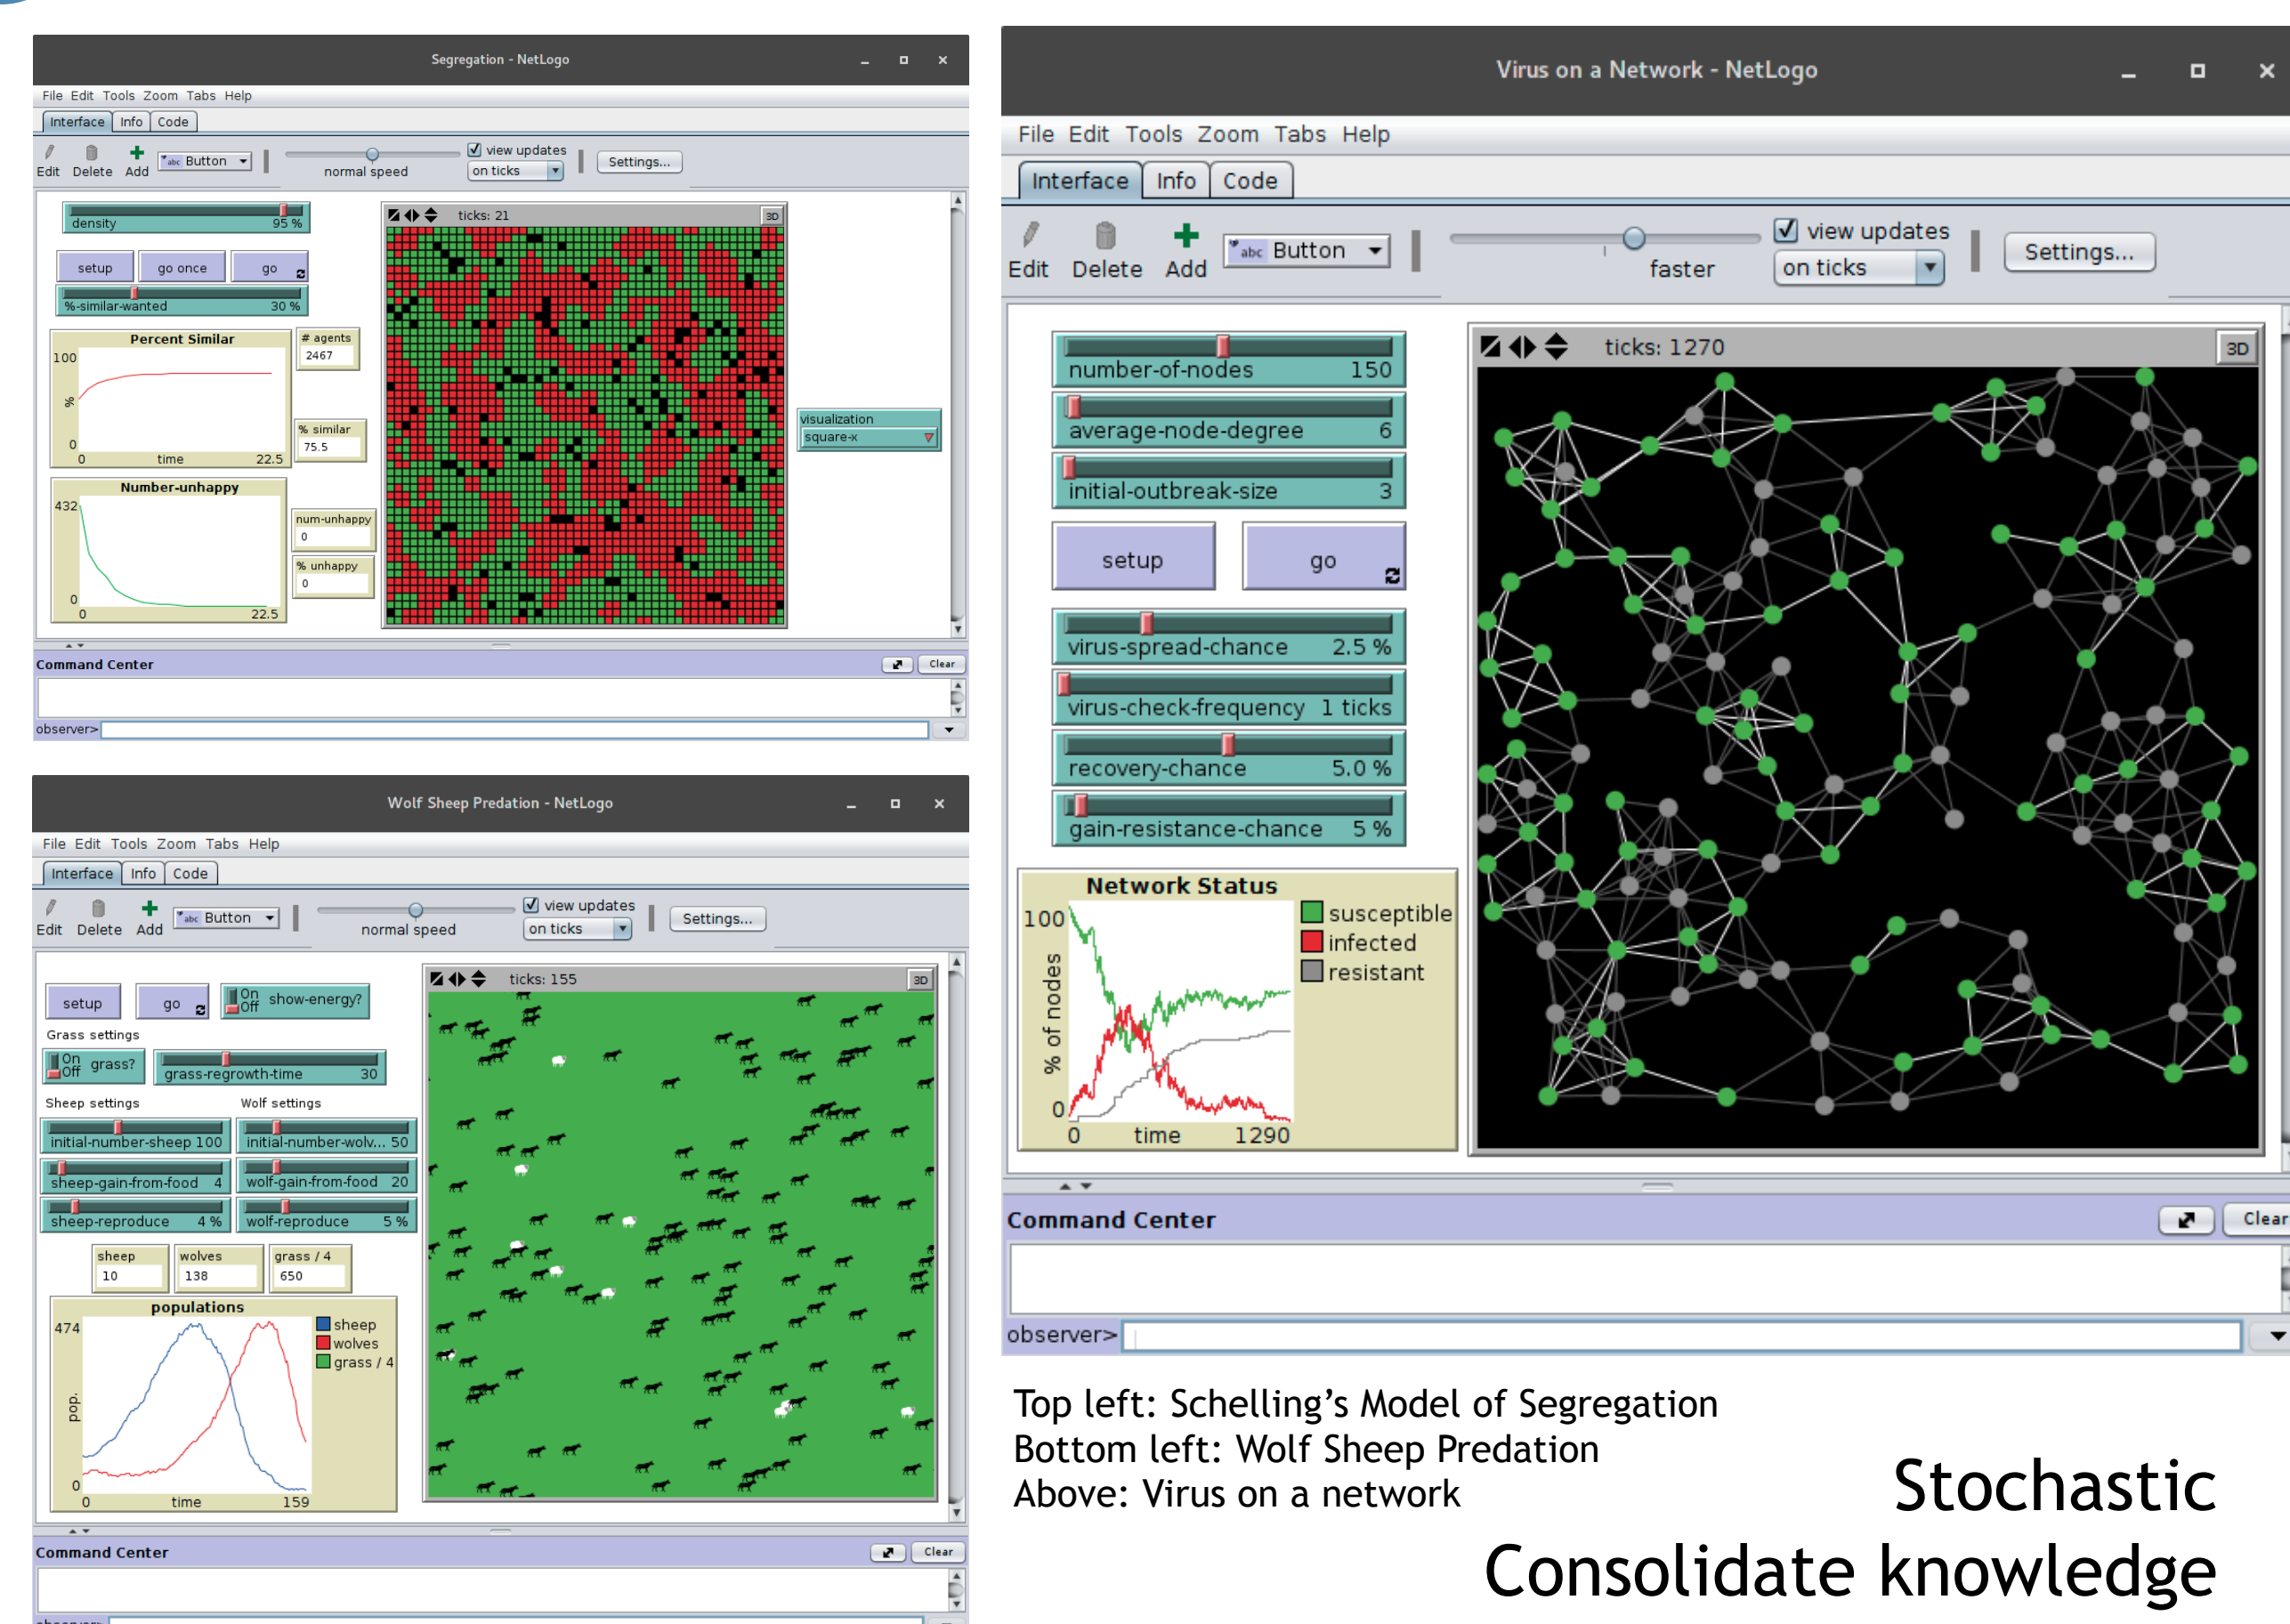 Segregation - NetLogo
File Edit Tools Zoom Tabs Help
Interface Info Code
Edit Delete Add abc Button normal speed view updates on ticks Settings...
density 95 %
setup go once go
%-similar-wanted 30 %
Percent Similar
100
%
0
0 time 22.5
# agents
2467
% similar
75.5
Number-unhappy
432
0
0 22.5
num-unhappy
0
% unhappy
0
ticks: 21 3D
visualization
square-x
Command Center Clear
observer>
Wolf Sheep Predation - NetLogo
File Edit Tools Zoom Tabs Help
Interface Info Code
Edit Delete Add abc Button normal speed view updates on ticks Settings...
setup go On Off show-energy?
Grass settings
On Off grass? grass-regrowth-time 30
Sheep settings Wolf settings
initial-number-sheep 100 initial-number-wolv... 50
sheep-gain-from-food 4 wolf-gain-from-food 20
sheep-reproduce 4 % wolf-reproduce 5 %
sheep wolves grass / 4
10 138 650
populations
474
pop.
0
0 time 159
sheep
wolves
grass / 4
ticks: 155 3D
Command Center Clear
Virus on a Network - NetLogo
File Edit Tools Zoom Tabs Help
Interface Info Code
Edit Delete Add abc Button faster view updates on ticks Settings...
number-of-nodes 150
average-node-degree 6
initial-outbreak-size 3
setup go
virus-spread-chance 2.5 %
virus-check-frequency 1 ticks
recovery-chance 5.0 %
gain-resistance-chance 5 %
Network Status
100
% of nodes
0
0 time 1290
susceptible
infected
resistant
ticks: 1270 3D
Command Center Clear
observer>
Top left: Schelling’s Model of Segregation
Bottom left: Wolf Sheep Predation
Above: Virus on a network
Stochastic
Consolidate knowledge